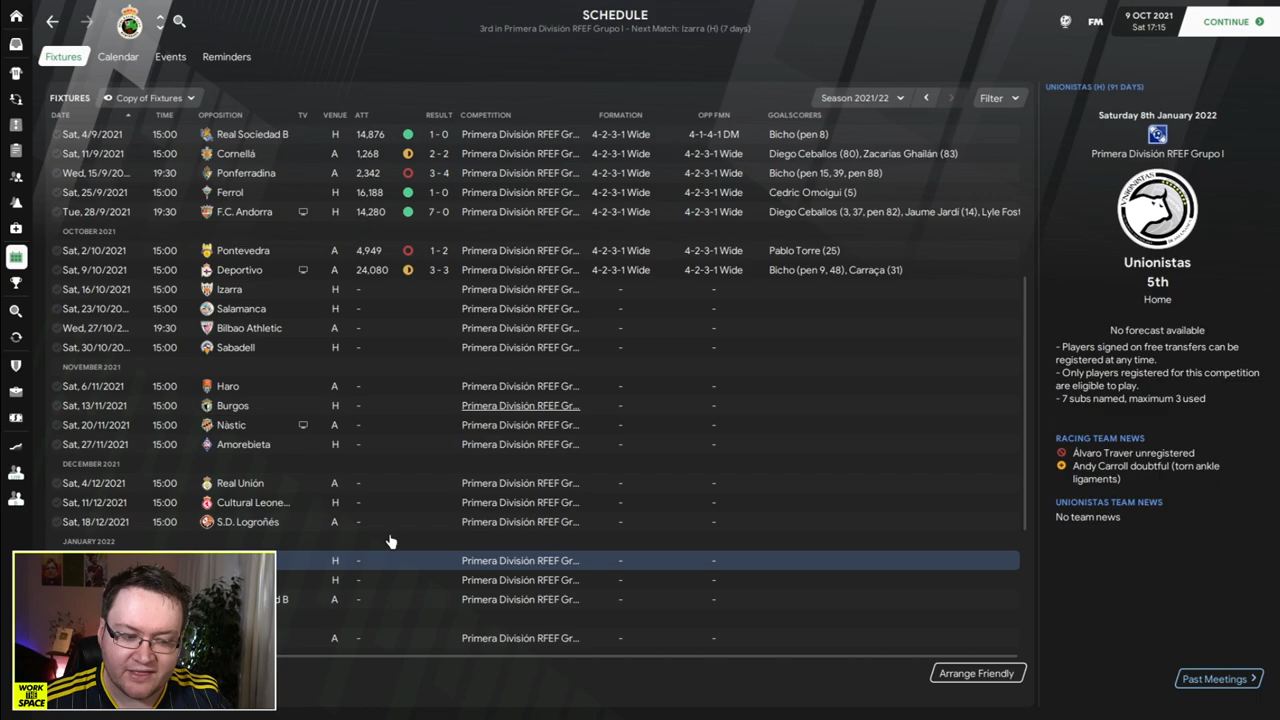 SCHEDULE
3rd in Primera División RFEF Grupo I - Next Match: Izarra (H) (7 days)
FM
9 OCT 2021
Sat 17:15
CONTINUE
Fixtures Calendar Events Reminders
FIXTURES Copy of Fixtures Season 2021/22 Filter
DATE TIME OPPOSITION TV VENUE ATT RESULT COMPETITION FORMATION OPP FMN GOALSCORERS
Sat, 4/9/2021 15:00 Real Sociedad B H 14,876 1 - 0 Primera División RFEF Gr... 4-2-3-1 Wide 4-1-4-1 DM Bicho (pen 8)
Sat, 11/9/2021 15:00 Cornellá A 1,268 2 - 2 Primera División RFEF Gr... 4-2-3-1 Wide 4-2-3-1 Wide Diego Ceballos (80), Zacarias Ghailán (83)
Wed, 15/9/20... 19:30 Ponferradina A 2,342 3 - 4 Primera División RFEF Gr... 4-2-3-1 Wide 4-2-3-1 Wide Bicho (pen 15, 39, pen 88)
Sat, 25/9/2021 15:00 Ferrol H 16,188 1 - 0 Primera División RFEF Gr... 4-2-3-1 Wide 4-2-3-1 Wide Cedric Omoigui (5)
Tue, 28/9/2021 19:30 F.C. Andorra H 14,280 7 - 0 Primera División RFEF Gr... 4-2-3-1 Wide 4-2-3-1 Wide Diego Ceballos (3, 37, pen 82), Jaume Jardí (14), Lyle Fost
OCTOBER 2021
Sat, 2/10/2021 15:00 Pontevedra A 4,949 1 - 2 Primera División RFEF Gr... 4-2-3-1 Wide 4-2-3-1 Wide Pablo Torre (25)
Sat, 9/10/2021 15:00 Deportivo A 24,080 3 - 3 Primera División RFEF Gr... 4-2-3-1 Wide 4-2-3-1 Wide Bicho (pen 9, 48), Carraça (31)
Sat, 16/10/2021 15:00 Izarra H - Primera División RFEF Gr... - -
Sat, 23/10/20... 15:00 Salamanca H - Primera División RFEF Gr... - -
Wed, 27/10/2... 19:30 Bilbao Athletic A - Primera División RFEF Gr... - -
Sat, 30/10/20... 15:00 Sabadell H - Primera División RFEF Gr... - -
NOVEMBER 2021
Sat, 6/11/2021 15:00 Haro A - Primera División RFEF Gr... - -
Sat, 13/11/2021 15:00 Burgos H - Primera División RFEF Gr... - -
Sat, 20/11/2021 15:00 Nàstic A - Primera División RFEF Gr... - -
Sat, 27/11/2021 15:00 Amorebieta H - Primera División RFEF Gr... - -
DECEMBER 2021
Sat, 4/12/2021 15:00 Real Unión A - Primera División RFEF Gr... - -
Sat, 11/12/2021 15:00 Cultural Leone... H - Primera División RFEF Gr... - -
Sat, 18/12/2021 15:00 S.D. Logroñés A - Primera División RFEF Gr... - -
JANUARY 2022
H - Primera División RFEF Gr... - -
H - Primera División RFEF Gr... - -
d B A - Primera División RFEF Gr... - -
A - Primera División RFEF Gr... - -
Arrange Friendly
WORK
THE
SPACE
UNIONISTAS (H) (91 DAYS)
Saturday 8th January 2022
Primera División RFEF Grupo I
UNIONISTAS
Unionistas
5th
Home
No forecast available
- Players signed on free transfers can be
registered at any time.
- Only players registered for this competition
are eligible to play.
- 7 subs named, maximum 3 used
RACING TEAM NEWS
Álvaro Traver unregistered
Andy Carroll doubtful (torn ankle
ligaments)
UNIONISTAS TEAM NEWS
No team news
Past Meetings